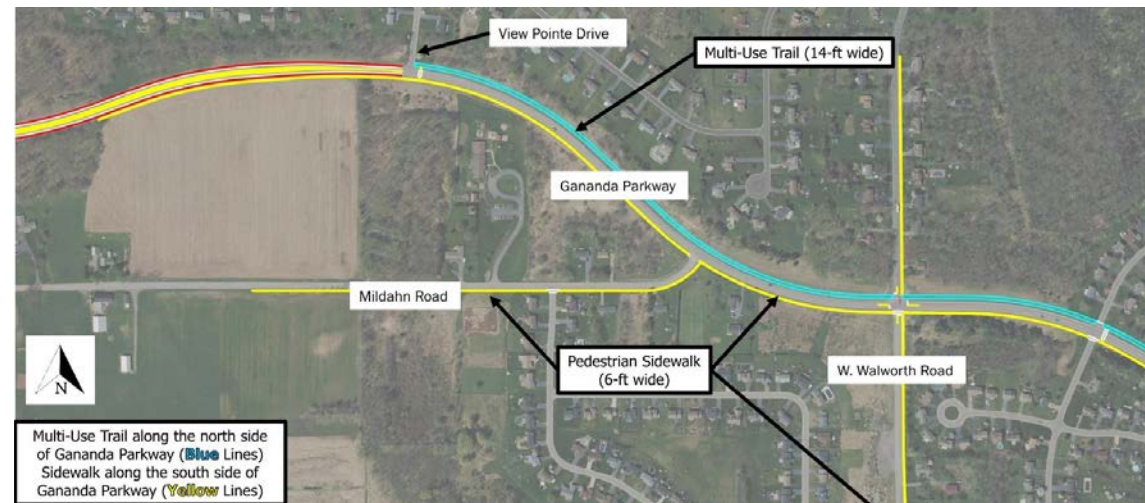 View Pointe Drive
Multi-Use Trail (14-ft wide)
Gananda Parkway
Mildahn Road
Pedestrian Sidewalk
(6-ft wide)
W. Walworth Road
N
Multi-Use Trail along the north side
of Gananda Parkway (Blue Lines)
Sidewalk along the south side of
Gananda Parkway (Yellow Lines)